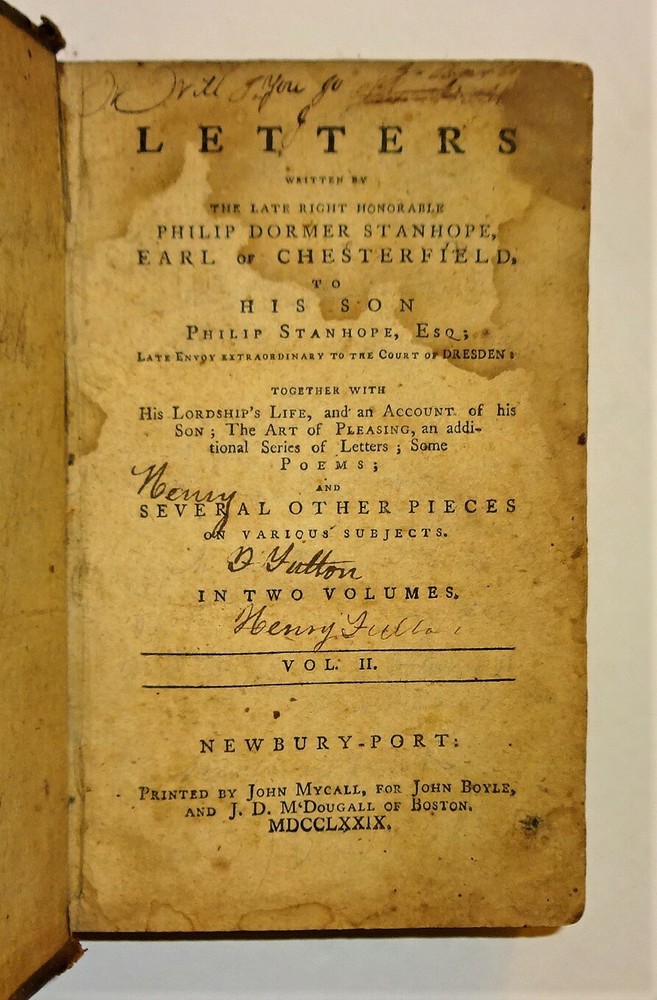 Will You go
LETTERS
WRITTEN BY
THE LATE RIGHT HONORABLE
PHILIP DORMER STANHOPE,
EARL OF CHESTERFIELD,
TO
HIS SON
PHILIP STANHOPE, ESQ;
LATE ENVOY EXTRAORDINARY TO THE COURT OF DRESDEN:
TOGETHER WITH
His LORDSHIP'S LIFE, and an ACCOUNT of his
SON; The ART of PLEASING, an addi-
tional Series of Letters; Some
POEMS;
Henry
AND
SEVERAL OTHER PIECES
ON VARIOUS SUBJECTS.
D Fulton
IN TWO VOLUMES.
Henry
VOL. II.
NEWBURY-PORT:
PRINTED BY JOHN MYCALL, FOR JOHN BOYLE,
AND J. D. M'DOUGALL OF BOSTON.
MDCCLXXIX.